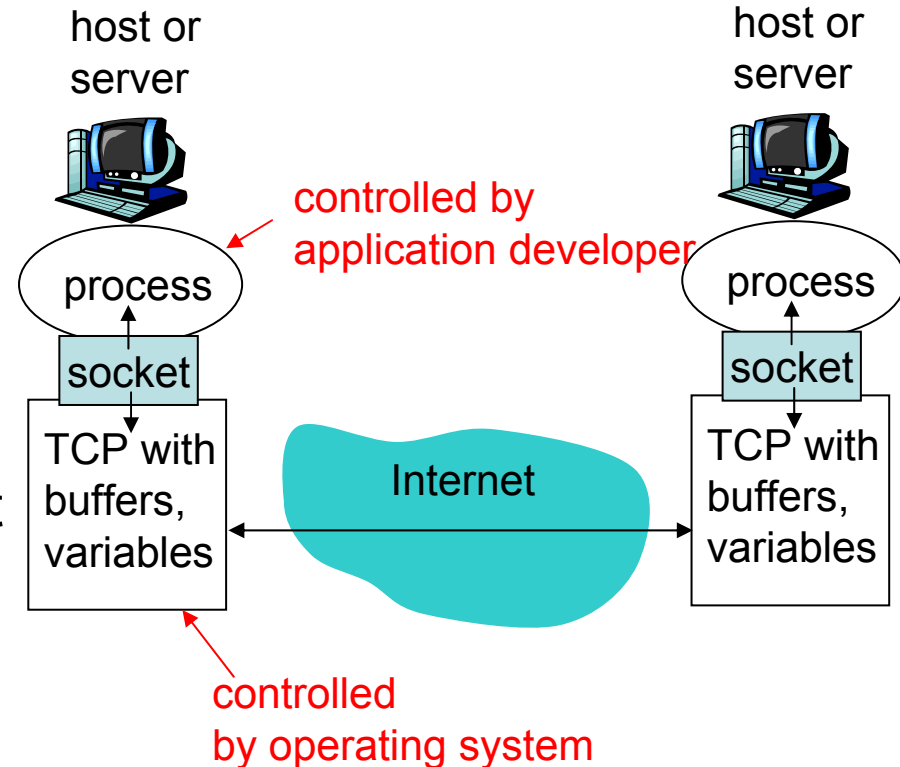 host or
server
host or
server
controlled by
application developer
process
process
socket
socket
TCP with
buffers,
variables
Internet
TCP with
buffers,
variables
t
controlled
by operating system